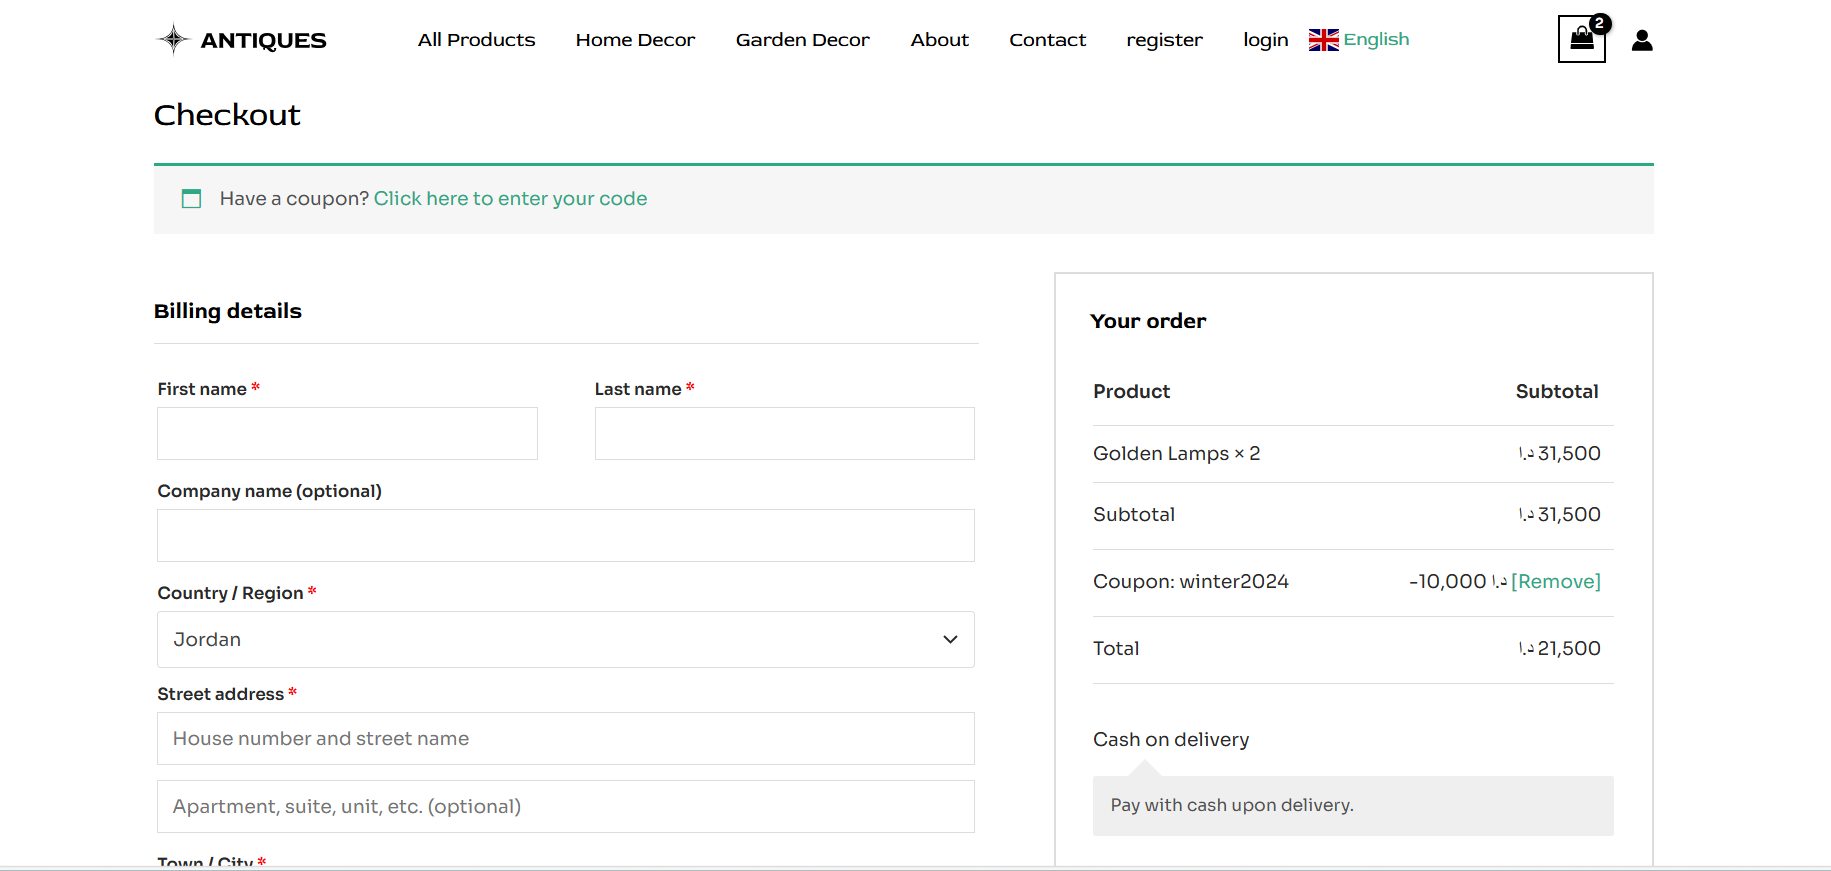 ANTIQUES
All Products
Home Decor
Garden Decor
About
Contact
register
login
English
2
Checkout
Have a coupon? Click here to enter your code
Billing details
First name *
Last name *
Company name (optional)
Country / Region *
Jordan
Street address *
House number and street name
Apartment, suite, unit, etc. (optional)
Town / City *
Your order
Product Subtotal
Golden Lamps × 2 د.ا 31,500
Subtotal د.ا 31,500
Coupon: winter2024 -10,000 د.ا [Remove]
Total د.ا 21,500
Cash on delivery
Pay with cash upon delivery.